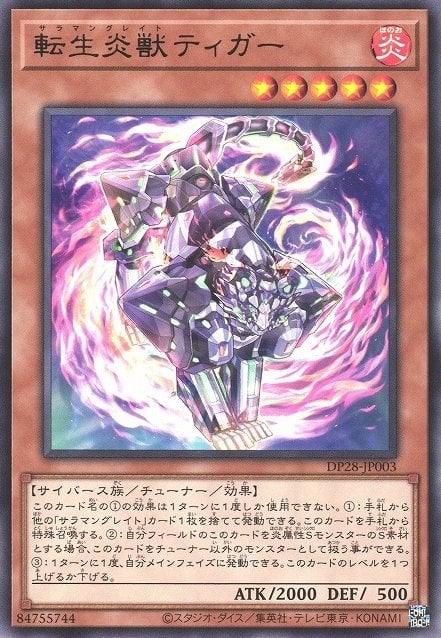 サラマングレイト
転生炎獣ティガー
ほのお
炎
DP28-JP003
【サイバース族／チューナー／効果】
このカード名の①の効果は1ターンに1度しか使用できない。①：手札から
他の「サラマングレイト」カード1枚を捨てて発動できる。このカードを手札から
特殊召喚する。②：自分フィールドのこのカードを炎属性SモンスターのS素材
とする場合、このカードをチューナー以外のモンスターとして扱う事ができる。
③：1ターンに1度、自分メインフェイズに発動できる。このカードのレベルを1つ
上げるか下げる。
ATK/2000 DEF/ 500
84755744
©スタジオ・ダイス／集英社・テレビ東京・KONAMI